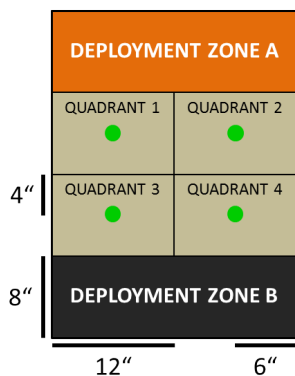 DEPLOYMENT ZONE A
QUADRANT 1 QUADRANT 2
4“ QUADRANT 3 QUADRANT 4
8“ DEPLOYMENT ZONE B
12“ 6“